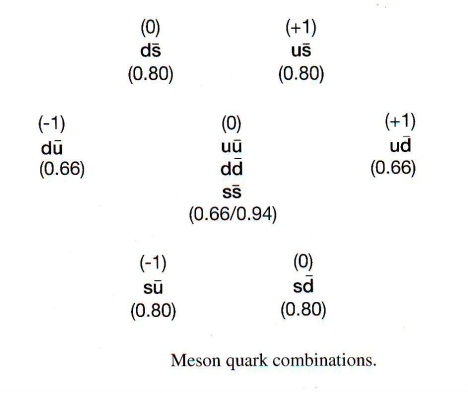 (0) (+1)
ds̄ us̄
(0.80) (0.80)
(-1) (0) (+1)
dū uū ud̄
(0.66) dd̄ (0.66)
ss̄
(0.66/0.94)
(-1) (0)
sū sd̄
(0.80) (0.80)
Meson quark combinations.